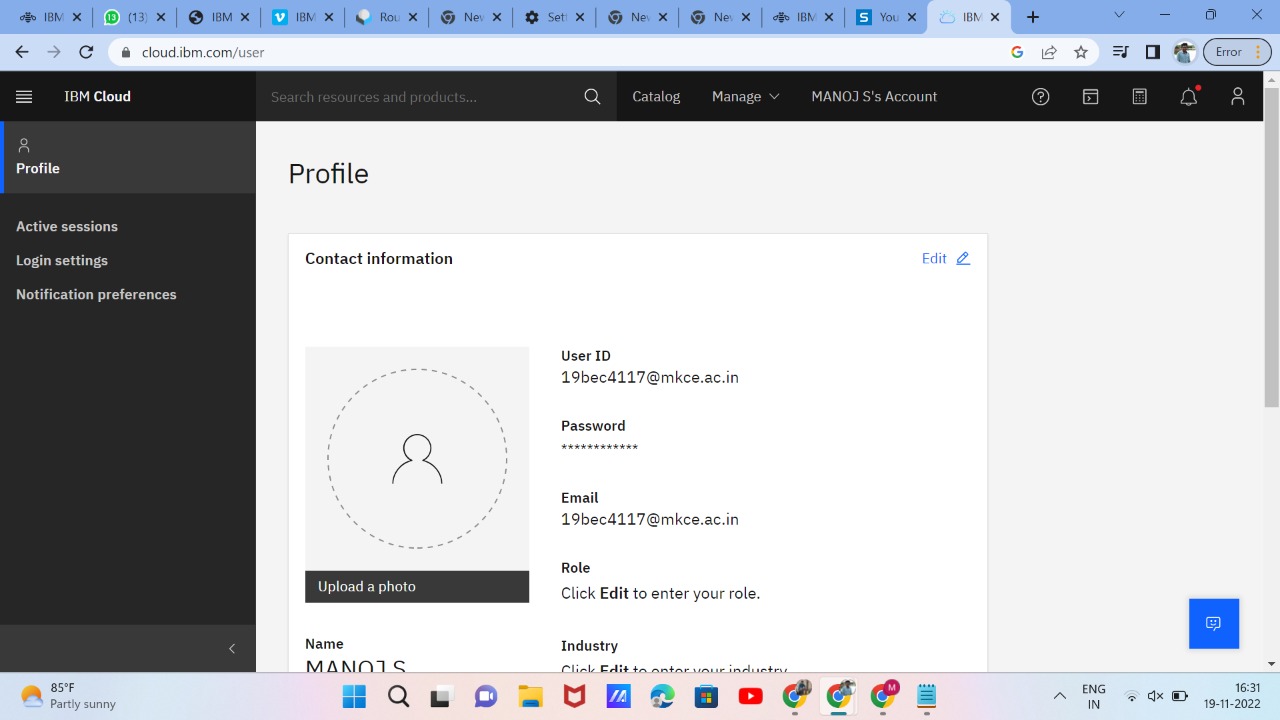 IBM
(13)
IBM
IBM
Rou
Nev
Sett
Nev
Nev
IBM
You
IBM
cloud.ibm.com/user
Error
IBM Cloud
Search resources and products...
Catalog
Manage
MANOJ S's Account
Profile
Active sessions
Login settings
Notification preferences
Profile
Contact information
Edit
User ID
19bec4117@mkce.ac.in
Password
************
Email
19bec4117@mkce.ac.in
Role
Click Edit to enter your role.
Upload a photo
Name
MANOJ S
Industry
Click Edit to enter your industry
85°F
Partly sunny
ENG
IN
16:31
19-11-2022